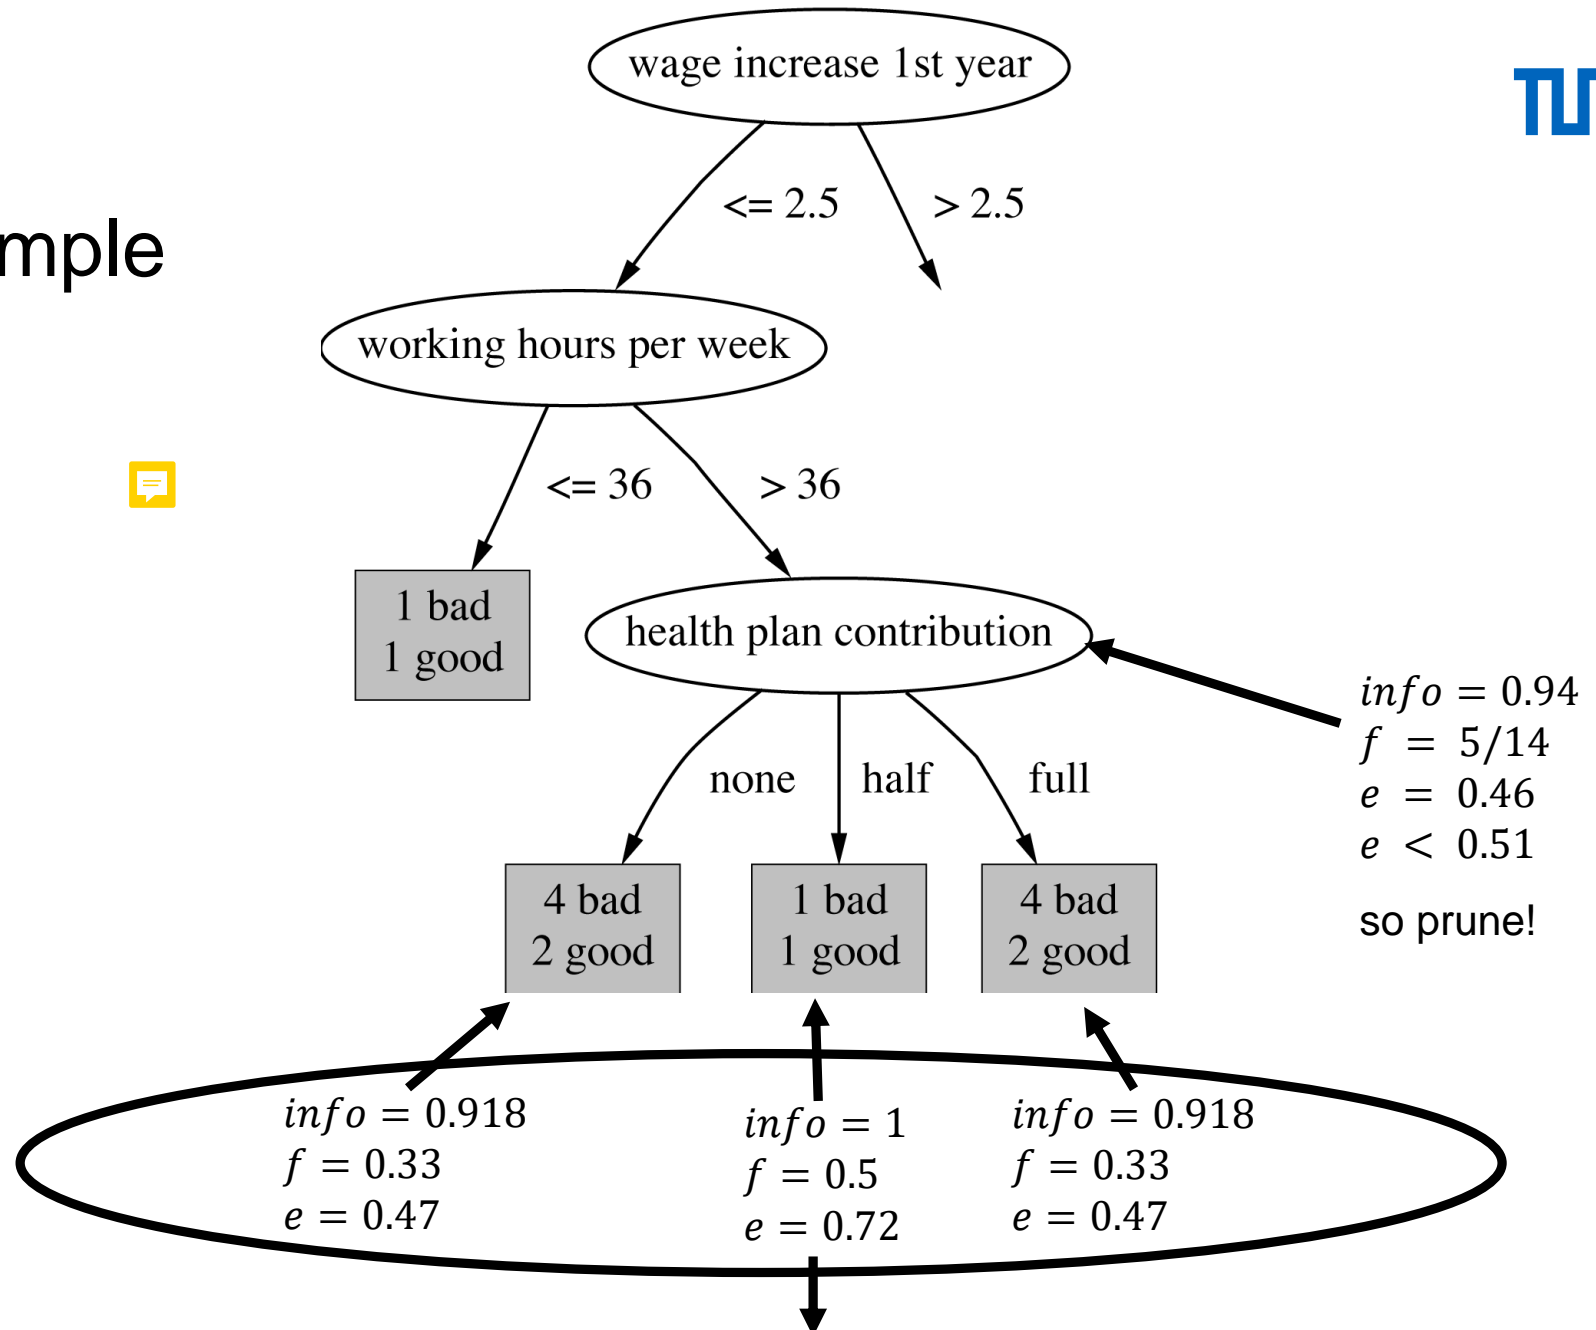 wage increase 1st year
<= 2.5
> 2.5
working hours per week
<= 36
> 36
1 bad
1 good
health plan contribution
none
half
full
4 bad
2 good
1 bad
1 good
4 bad
2 good
info = 0.94
f = 5/14
e = 0.46
e < 0.51
so prune!
info = 0.918
f = 0.33
e = 0.47
info = 1
f = 0.5
e = 0.72
info = 0.918
f = 0.33
e = 0.47